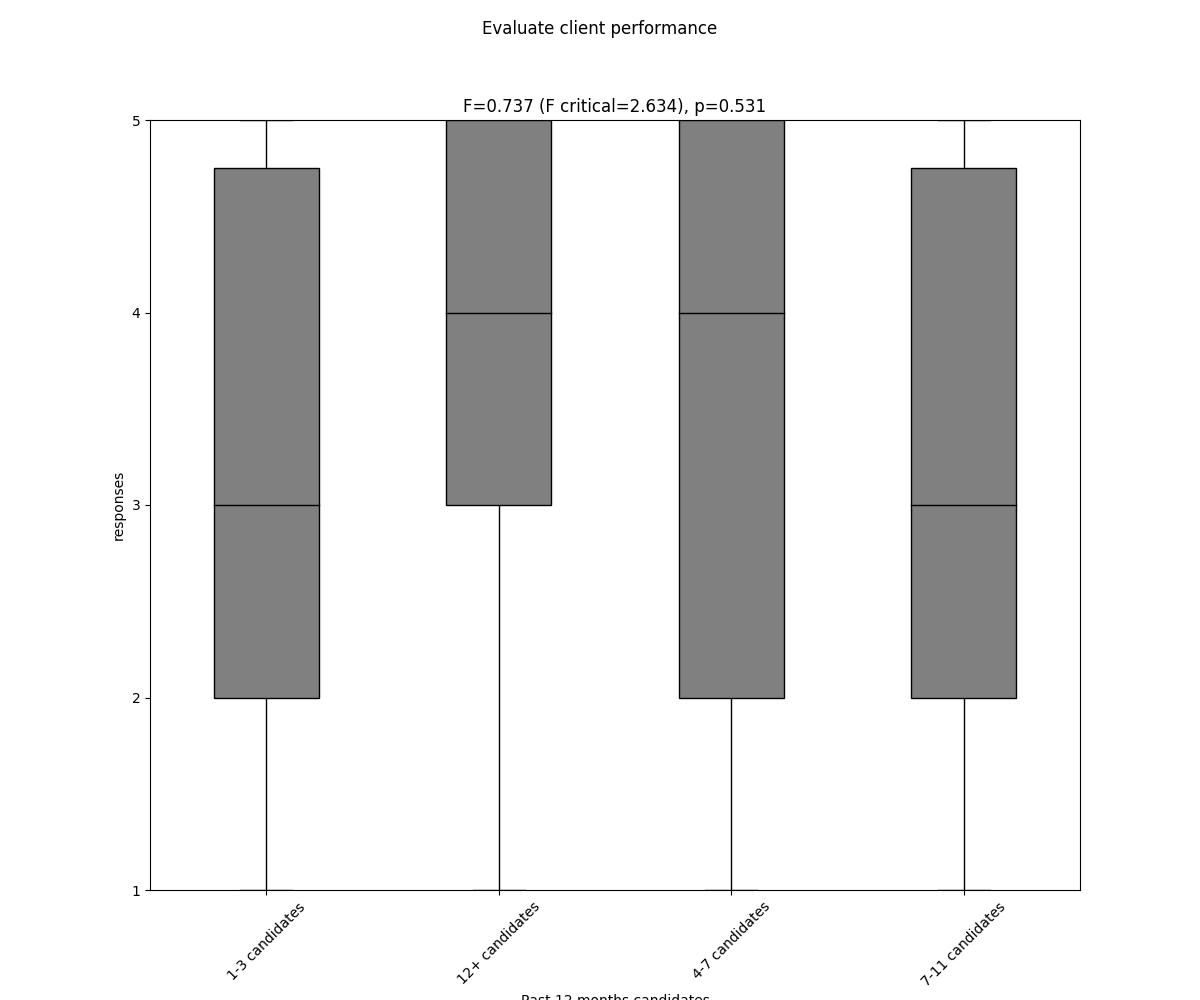 Evaluate client performance
F=0.737 (F critical=2.634), p=0.531
5
4
3
2
1
responses
1-3 candidates
12+ candidates
4-7 candidates
7-11 candidates
Past 12 months candidates